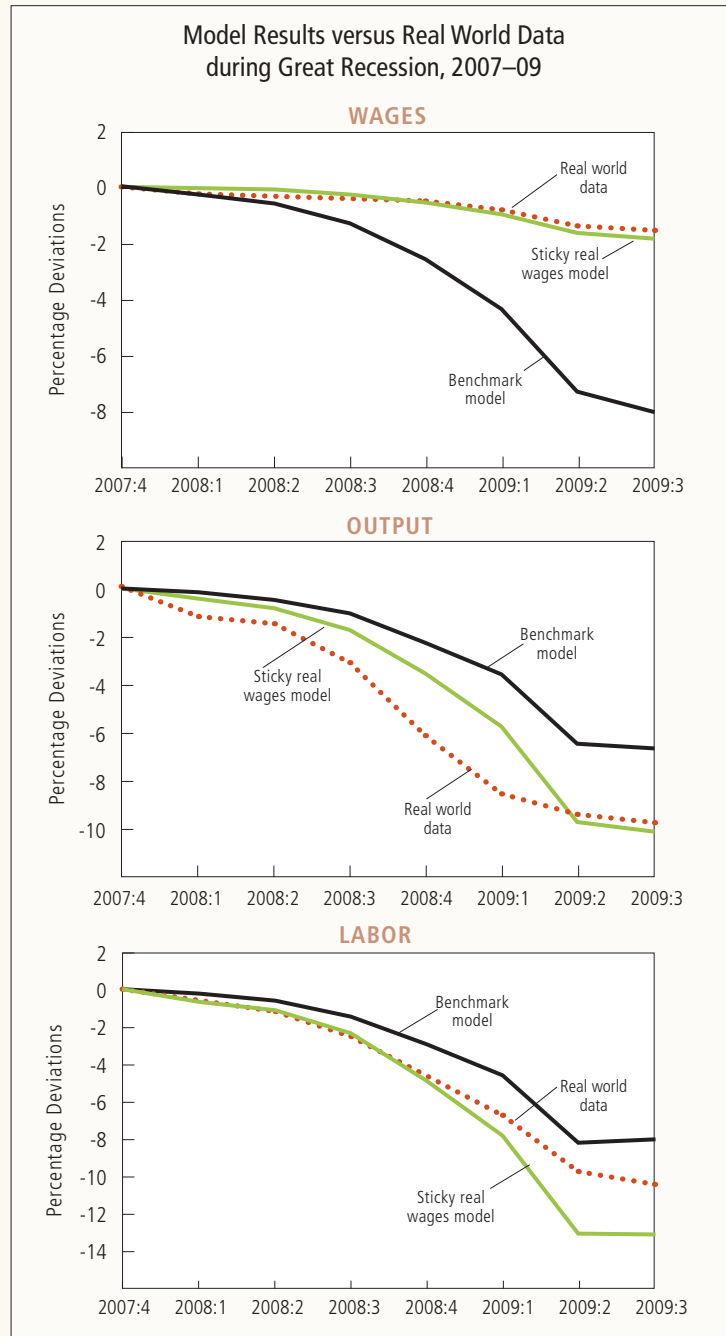 Model Results versus Real World Data
during Great Recession, 2007–09
WAGES
Percentage Deviations
2
0
-2
-4
-6
-8
Real world
data
Sticky real
wages model
Benchmark
model
2007:4 2008:1 2008:2 2008:3 2008:4 2009:1 2009:2 2009:3
OUTPUT
Percentage Deviations
2
0
-2
-4
-6
-8
-10
Benchmark
model
Sticky real
wages model
Real world
data
2007:4 2008:1 2008:2 2008:3 2008:4 2009:1 2009:2 2009:3
LABOR
Percentage Deviations
2
0
-2
-4
-6
-8
-10
-12
-14
Benchmark
model
Real world
data
Sticky real
wages model
2007:4 2008:1 2008:2 2008:3 2008:4 2009:1 2009:2 2009:3